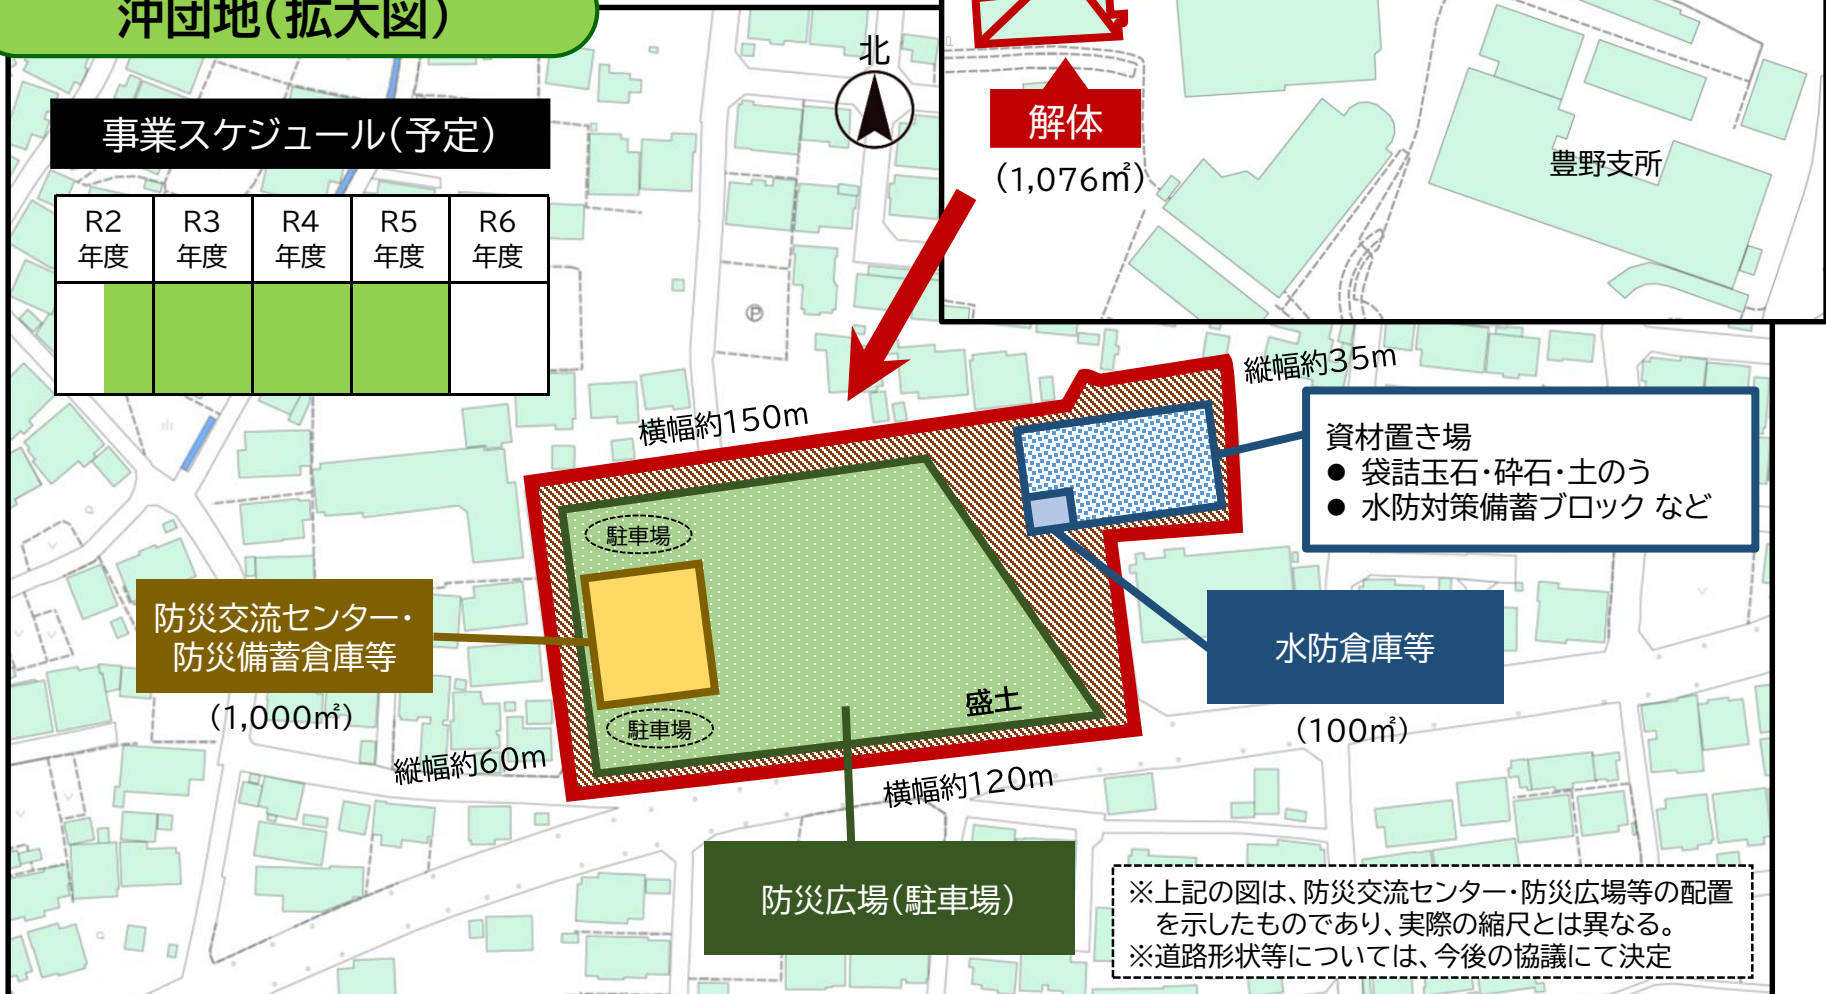 沖団地(拡大図)
北
事業スケジュール(予定)
R2
年度
R3
年度
R4
年度
R5
年度
R6
年度
解体
(1,076㎡)
豊野支所
Ⓟ
横幅約150m
縦幅約35m
資材置き場
● 袋詰玉石・砕石・土のう
● 水防対策備蓄ブロック など
駐車場
防災交流センター・
防災備蓄倉庫等
(1,000㎡)
水防倉庫等
(100㎡)
盛土
駐車場
縦幅約60m
横幅約120m
防災広場(駐車場)
※上記の図は、防災交流センター・防災広場等の配置
を示したものであり、実際の縮尺とは異なる。
※道路形状等については、今後の協議にて決定